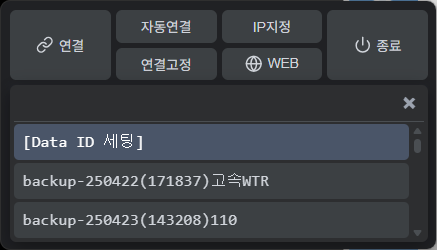 연결
자동연결
IP지정
종료
연결고정
WEB
[Data ID 세팅]
backup-250422(171837)고속WTR
backup-250423(143208)110